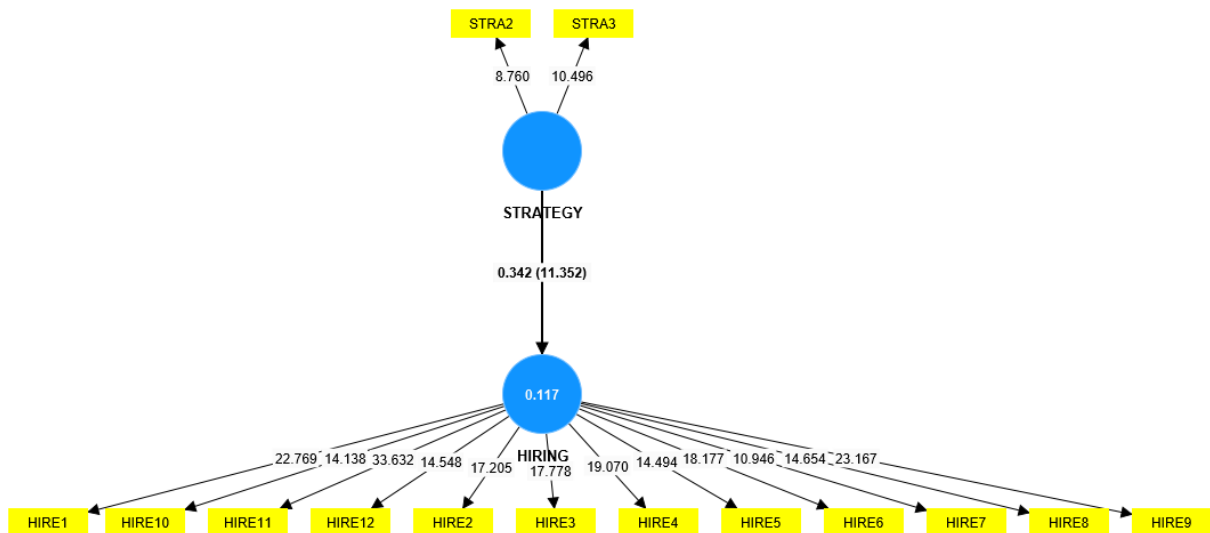 STRA2 STRA3
8.760 10.496
STRATEGY
0.342 (11.352)
0.117
HIRING
22.769 14.138 33.632 14.548 17.205 17.778 19.070 14.494 18.177 10.946 14.654 23.167
HIRE1 HIRE10 HIRE11 HIRE12 HIRE2 HIRE3 HIRE4 HIRE5 HIRE6 HIRE7 HIRE8 HIRE9